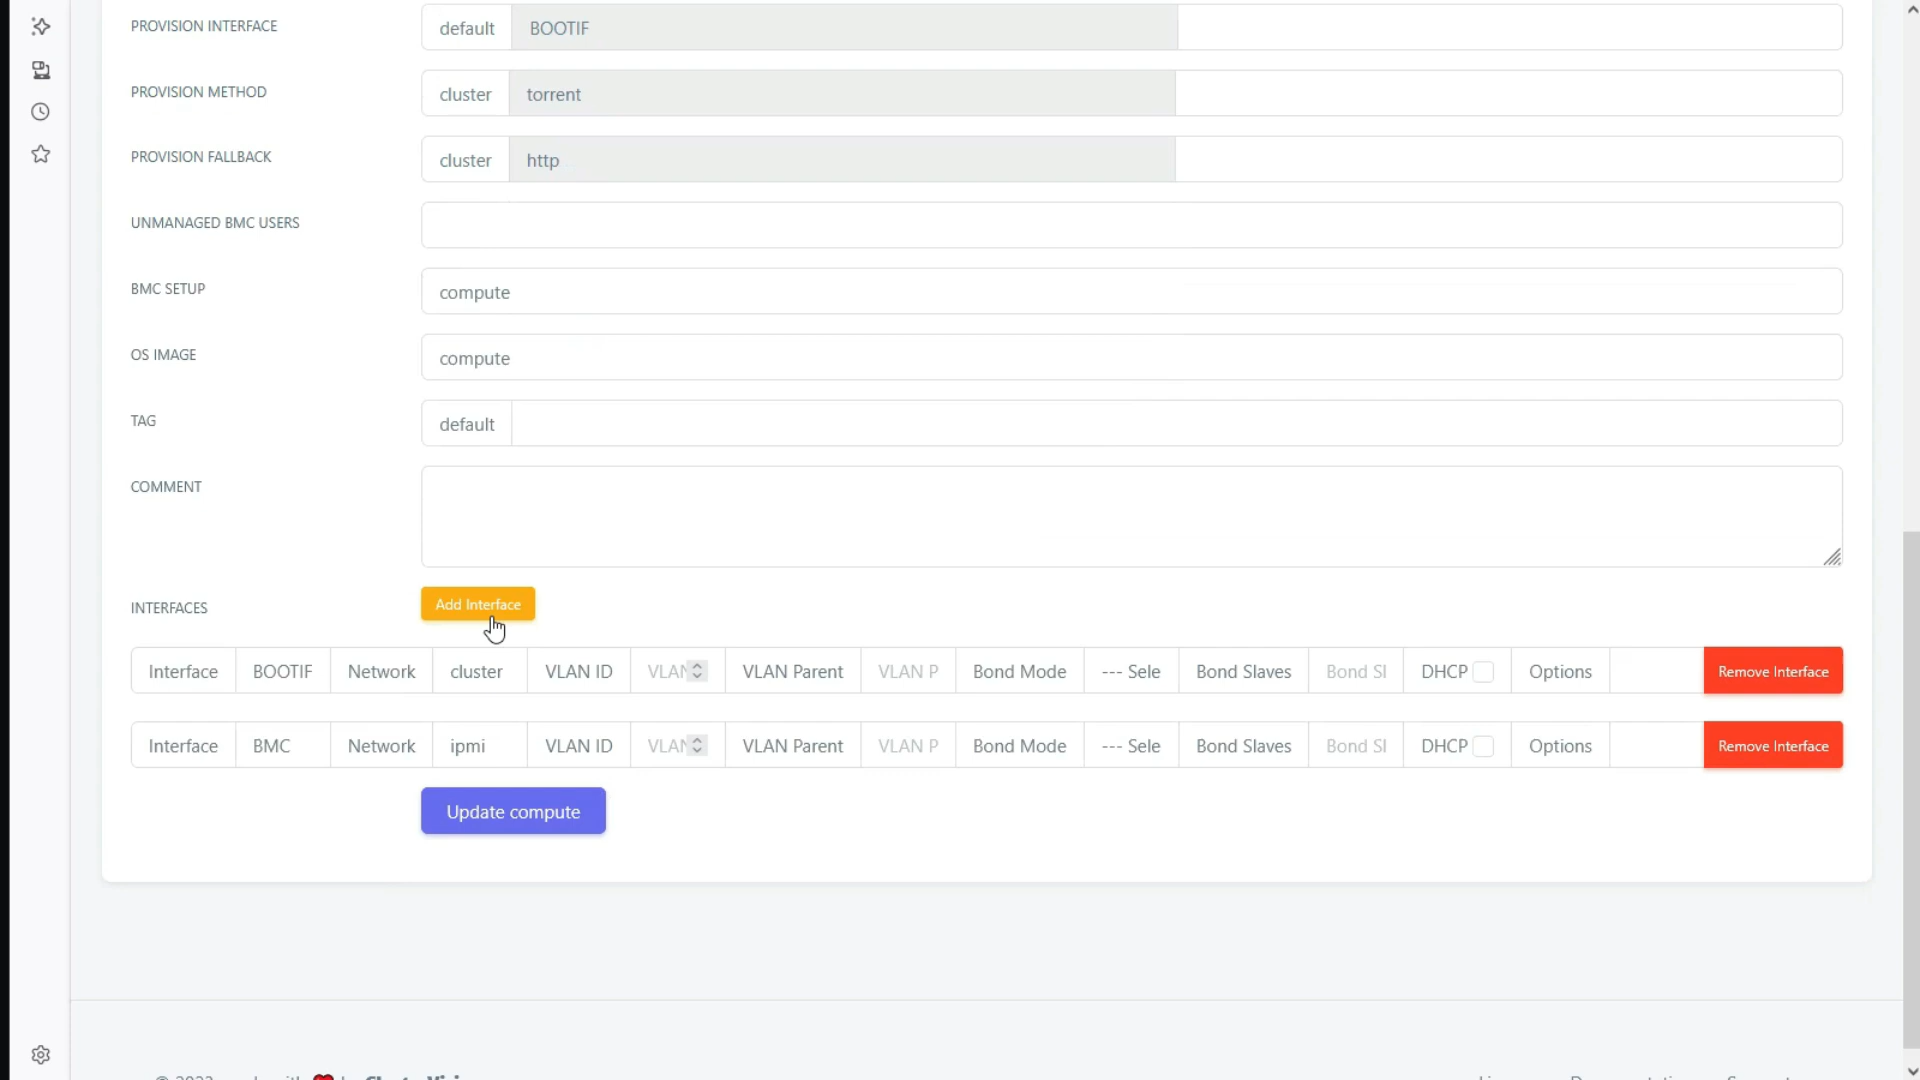 PROVISION INTERFACE default BOOTIF
PROVISION METHOD cluster torrent
PROVISION FALLBACK cluster http
UNMANAGED BMC USERS
BMC SETUP compute
OS IMAGE compute
TAG default
COMMENT
INTERFACES Add Interface
Interface BOOTIF Network cluster VLAN ID VLAN VLAN Parent VLAN P Bond Mode --- Sele Bond Slaves Bond Sl DHCP Options Remove Interface
Interface BMC Network ipmi VLAN ID VLAN VLAN Parent VLAN P Bond Mode --- Sele Bond Slaves Bond Sl DHCP Options Remove Interface
Update compute